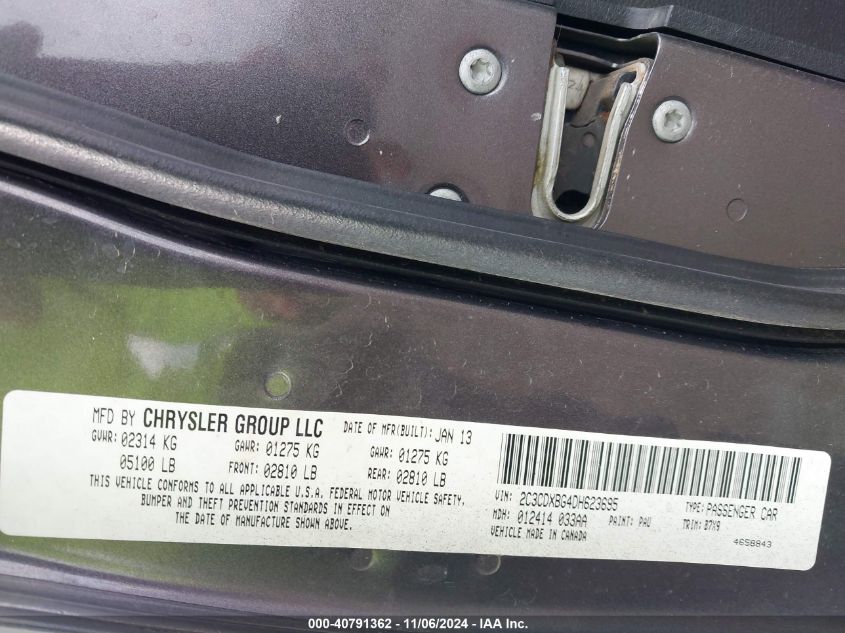 24
MFD BY CHRYSLER GROUP LLC DATE OF MFR(BUILT): JAN 13
GVWR: 02314 KG GAWR: 01275 KG GAWR: 01275 KG
05100 LB FRONT: 02810 LB REAR: 02810 LB
THIS VEHICLE CONFORMS TO ALL APPLICABLE U.S.A. FEDERAL MOTOR VEHICLE SAFETY,
BUMPER AND THEFT PREVENTION STANDARDS IN EFFECT ON
THE DATE OF MANUFACTURE SHOWN ABOVE.
VIN: 2C3CDXBG4DH623695 TYPE: PASSENGER CAR
MDH: 012414 033AA PAINT: PAU TRIM: B7X9
VEHICLE MADE IN CANADA 4658843
000-40791362 - 11/06/2024 - IAA Inc.